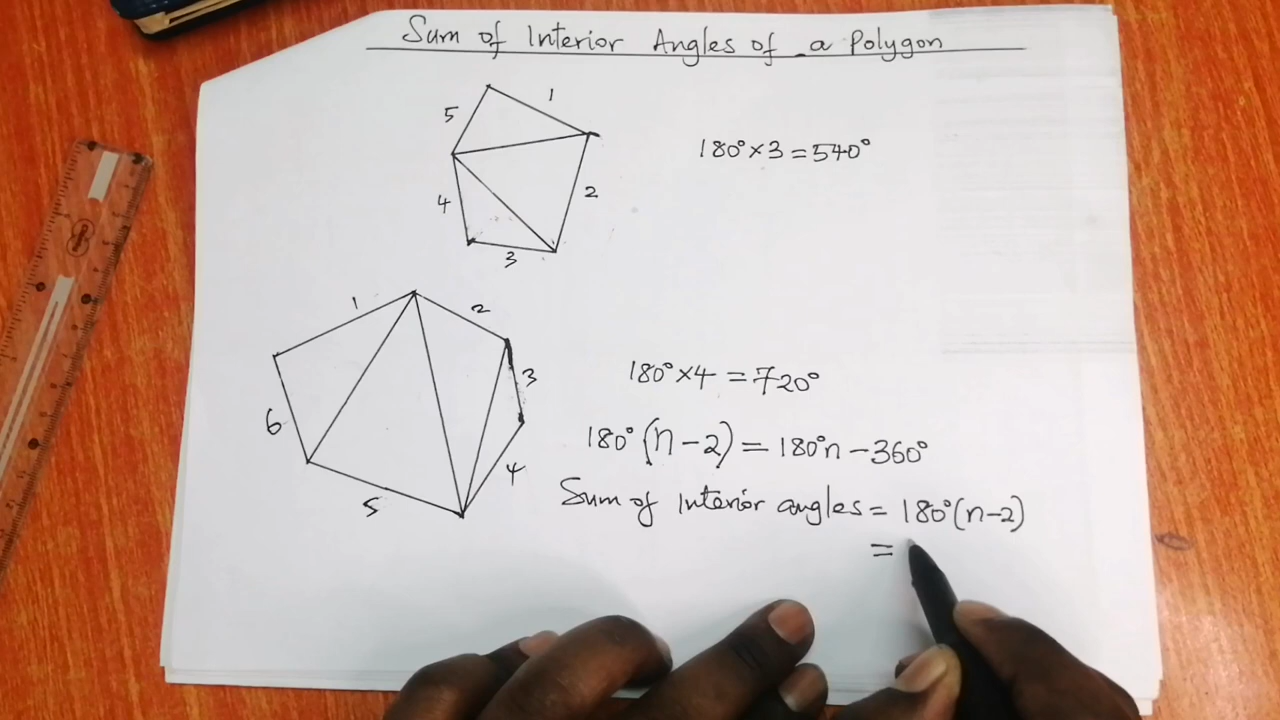 Sum of Interior Angles of a Polygon
5 1
180° × 3 = 540°
4 2
3
1 2
3
180° × 4 = 720°
6
180° (n - 2) = 180°n - 360°
4
5
Sum of Interior angles = 180° (n - 2)
=